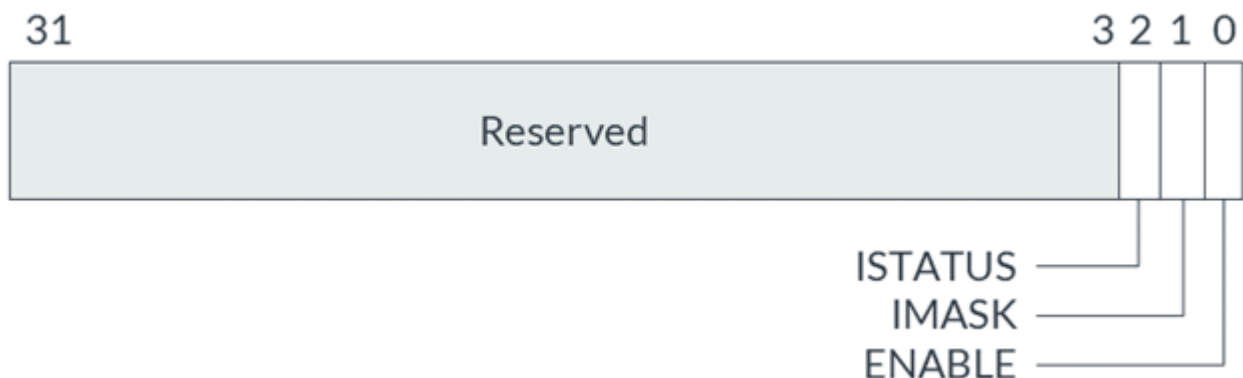 31 3 2 1 0
Reserved
ISTATUS
IMASK
ENABLE